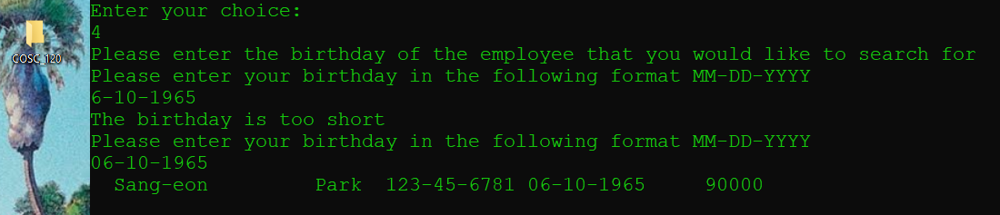 Enter your choice:
4
Please enter the birthday of the employee that you would like to search for
Please enter your birthday in the following format MM-DD-YYYY
6-10-1965
The birthday is too short
Please enter your birthday in the following format MM-DD-YYYY
06-10-1965
Sang-eon Park 123-45-6781 06-10-1965 90000
COSC_120